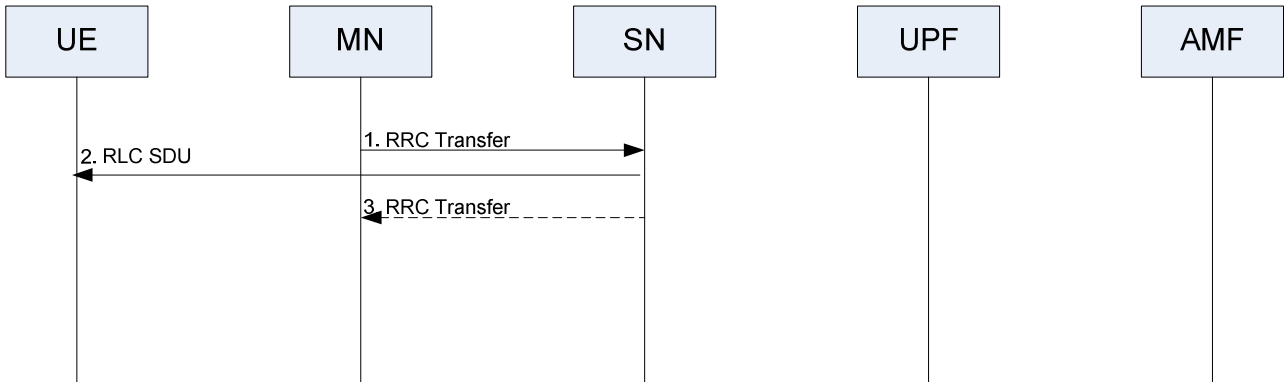 UE
MN
SN
UPF
AMF
1. RRC Transfer
2. RLC SDU
3. RRC Transfer